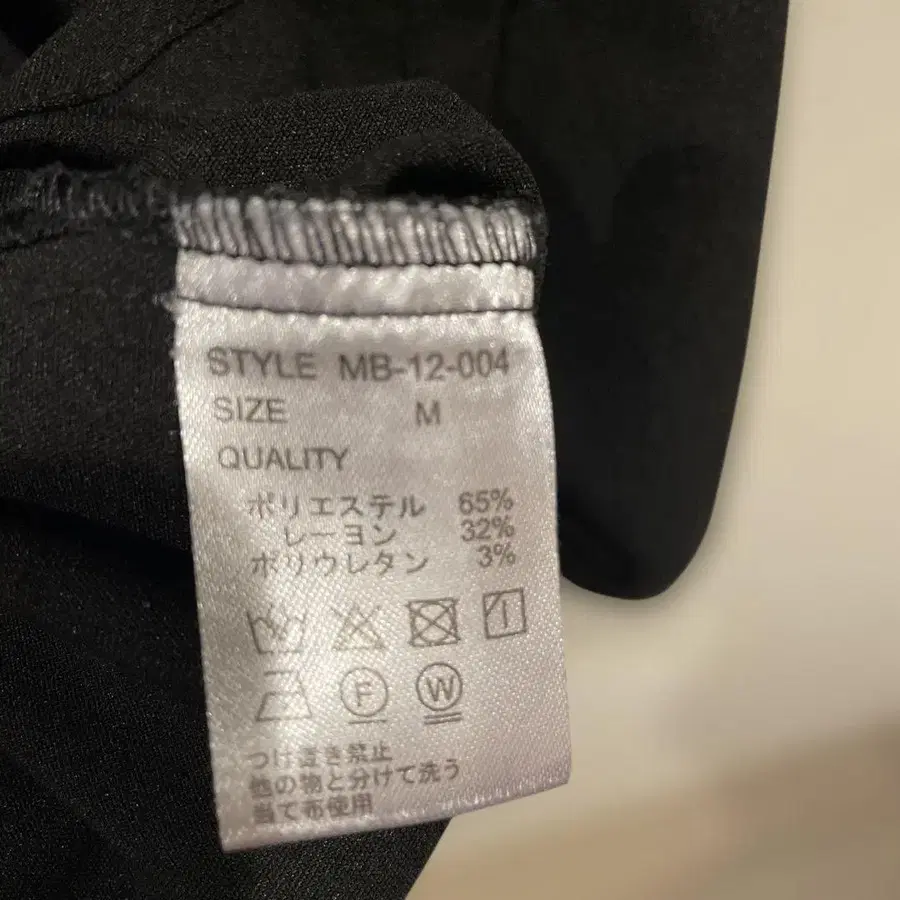 STYLE MB-12-004
SIZE M
QUALITY
ポリエステル 65%
レーヨン 32%
ポリウレタン 3%
F W
つけ置き禁止
他の物と分けて洗う
当て布使用